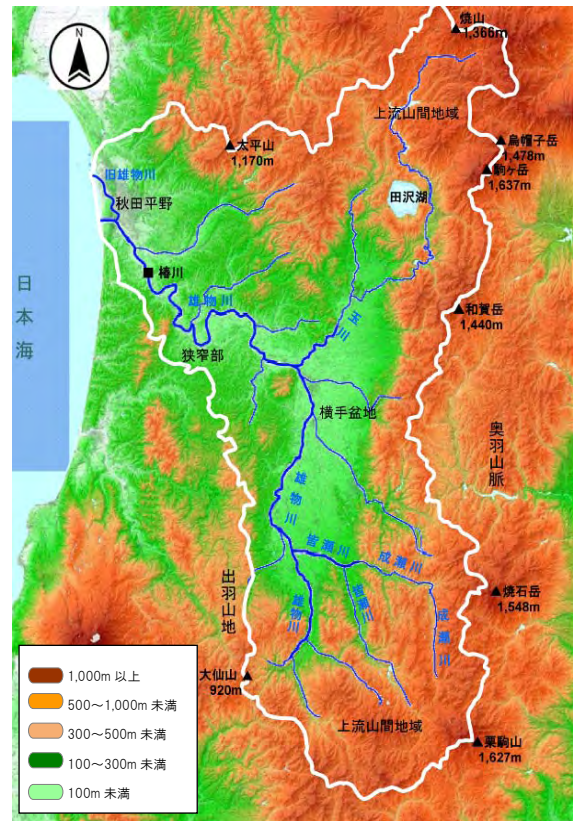 N
焼山
1,366m
上流山間地域
烏帽子岳
1,478m
駒ヶ岳
1,637m
太平山
1,170m
田沢湖
旧雄物川
秋田平野
椿川
日本海
雄物川
玉川
和賀岳
1,440m
狭窄部
横手盆地
奥羽山脈
雄物川
皆瀬川
成瀬川
出羽山地
雄物川
皆瀬川
成瀬川
焼石岳
1,548m
大仙山
920m
上流山間地域
栗駒山
1,627m
1,000m 以上
500～1,000m 未満
300～500m 未満
100～300m 未満
100m 未満